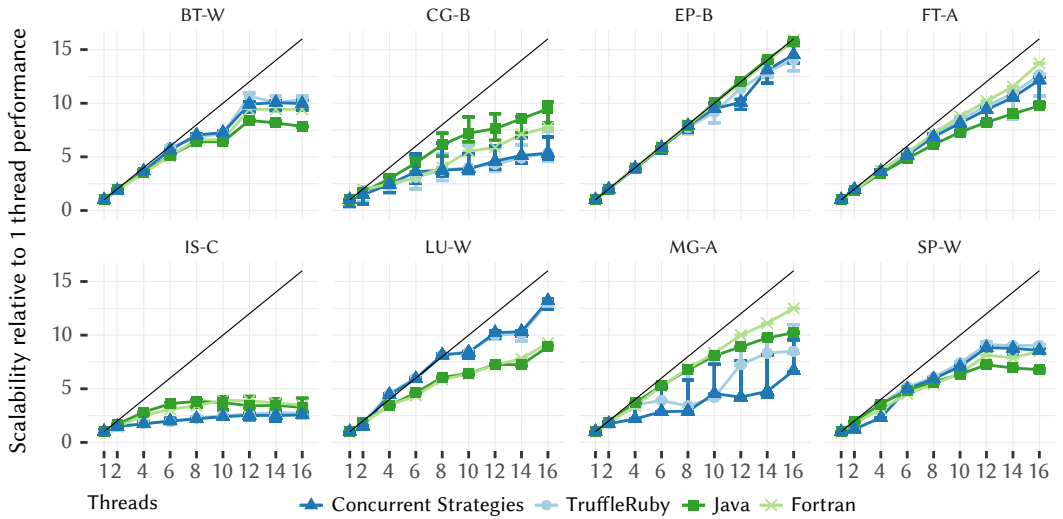 Scalability relative to 1 thread performance
BT-W CG-B EP-B FT-A
15
10
5
0
IS-C LU-W MG-A SP-W
15
10
5
0
1 2 4 6 8 10 12 14 16 1 2 4 6 8 10 12 14 16 1 2 4 6 8 10 12 14 16 1 2 4 6 8 10 12 14 16
Threads Concurrent Strategies TruffleRuby Java Fortran